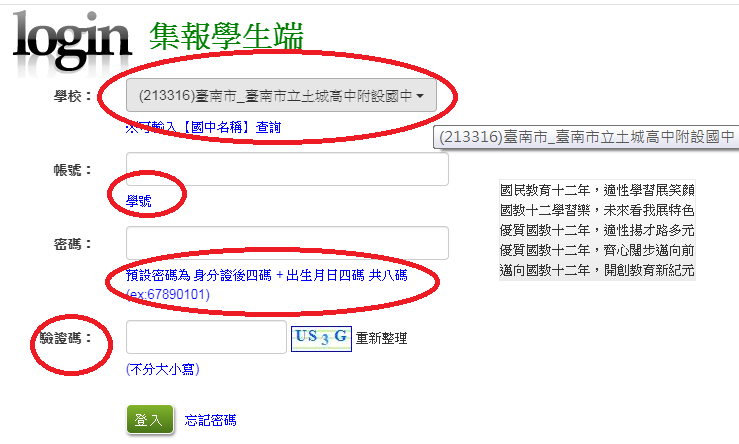 login 集報學生端
學校：
(213316)臺南市_臺南市立土城高中附設國中
※可輸入【國中名稱】查詢
(213316)臺南市_臺南市立土城高中附設國中
帳號：
學號
密碼：
預設密碼為 身分證後四碼 + 出生月日四碼 共八碼
(ex:67890101)
國民教育十二年，適性學習展笑顏
國教十二學習樂，未來看我展特色
優質國教十二年，適性揚才路多元
優質國教十二年，齊心闊步邁向前
邁向國教十二年，開創教育新紀元
驗證碼：
US3G 重新整理
(不分大小寫)
登入 忘記密碼